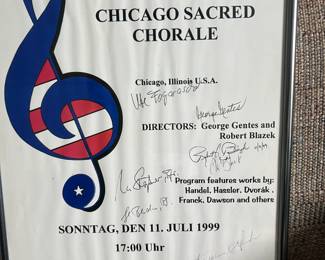 CHICAGO SACRED
CHORALE
Chicago, Illinois U.S.A.
George Gentes
DIRECTORS: George Gentes and
Robert Blazek
Program features works by:
Handel, Hassler, Dvořák,
Franck, Dawson and others
SONNTAG, DEN 11. JULI 1999
17:00 Uhr